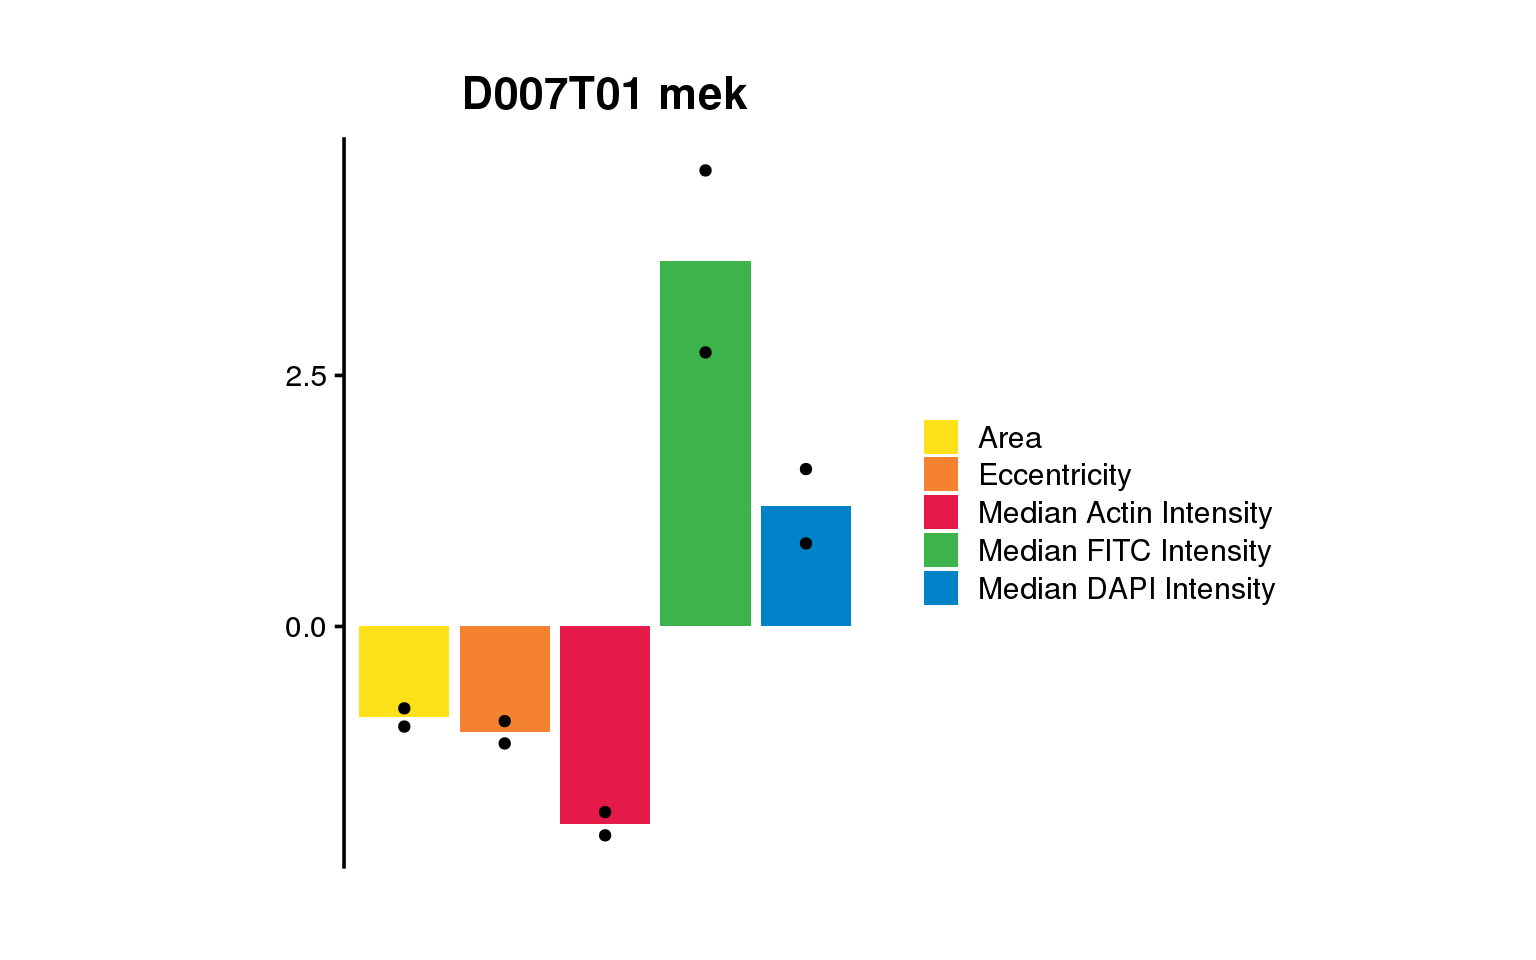 D007T01 mek
2.5
0.0
Area
Eccentricity
Median Actin Intensity
Median FITC Intensity
Median DAPI Intensity